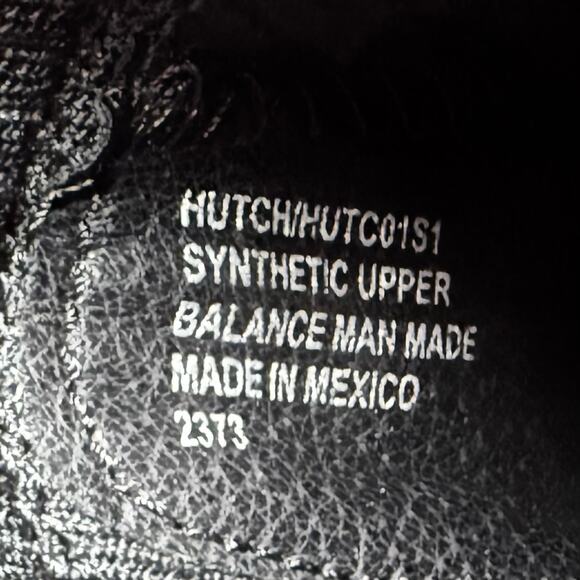 HUTCH/HUTC01S1
SYNTHETIC UPPER
BALANCE MAN MADE
MADE IN MEXICO
2373